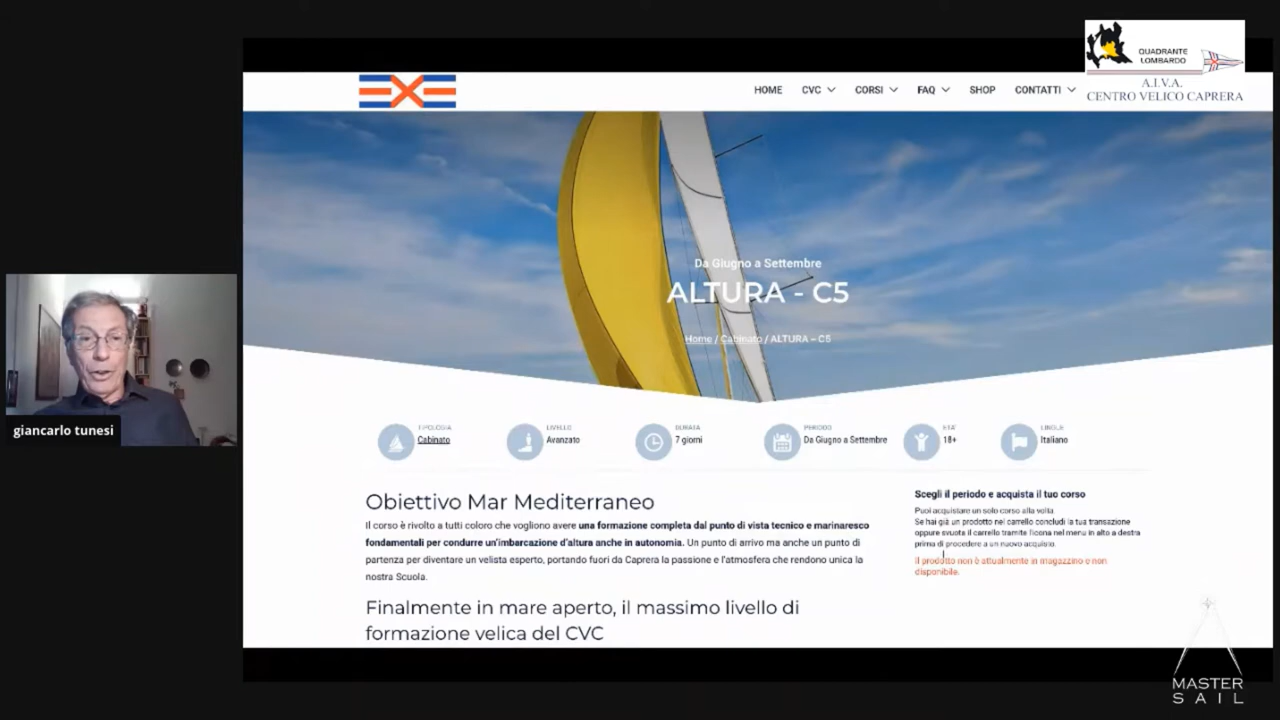 QUADRANTE
LOMBARDO
A.I.V.A.
CENTRO VELICO CAPRERA
HOME CVC CORSI FAQ SHOP CONTATTI
Da Giugno a Settembre
ALTURA - C5
Home / Cabinato / ALTURA – C5
giancarlo tunesi
TIPOLOGIA
Cabinato
LIVELLO
Avanzato
DURATA
7 giorni
PERIODO
Da Giugno a Settembre
ETA'
18+
LINGUE
Italiano
Obiettivo Mar Mediterraneo
Il corso è rivolto a tutti coloro che vogliono avere una formazione completa dal punto di vista tecnico e marinaresco
fondamentali per condurre un'imbarcazione d'altura anche in autonomia. Un punto di arrivo ma anche un punto di
partenza per diventare un velista esperto, portando fuori da Caprera la passione e l'atmosfera che rendono unica la
nostra Scuola.
Finalmente in mare aperto, il massimo livello di
formazione velica del CVC
Scegli il periodo e acquista il tuo corso
Puoi acquistare un solo corso alla volta
Se hai già un prodotto nel carrello concludi la tua transazione
oppure svuota il carrello tramite l'icona nel menu in alto a destra
prima di procedere a un nuovo acquisto.
Il prodotto non è attualmente in magazzino e non
disponibile.
MASTER
SAIL